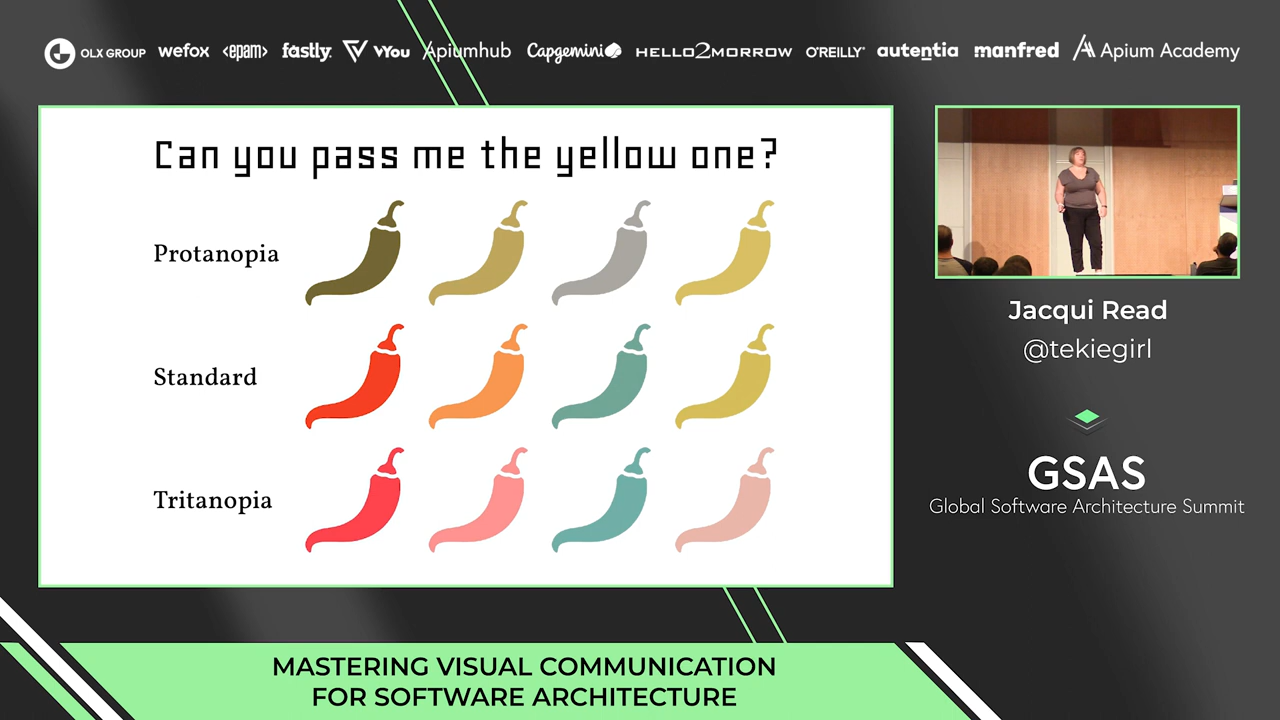 OLX GROUP wefox <epam> fastly. VYou Apiumhub Capgemini HELLO2MORROW O'REILLY® autentia manfred Apium Academy
Can you pass me the yellow one?
Protanopia
Standard
Tritanopia
Jacqui Read
@tekiegirl
GSAS
Global Software Architecture Summit
MASTERING VISUAL COMMUNICATION
FOR SOFTWARE ARCHITECTURE